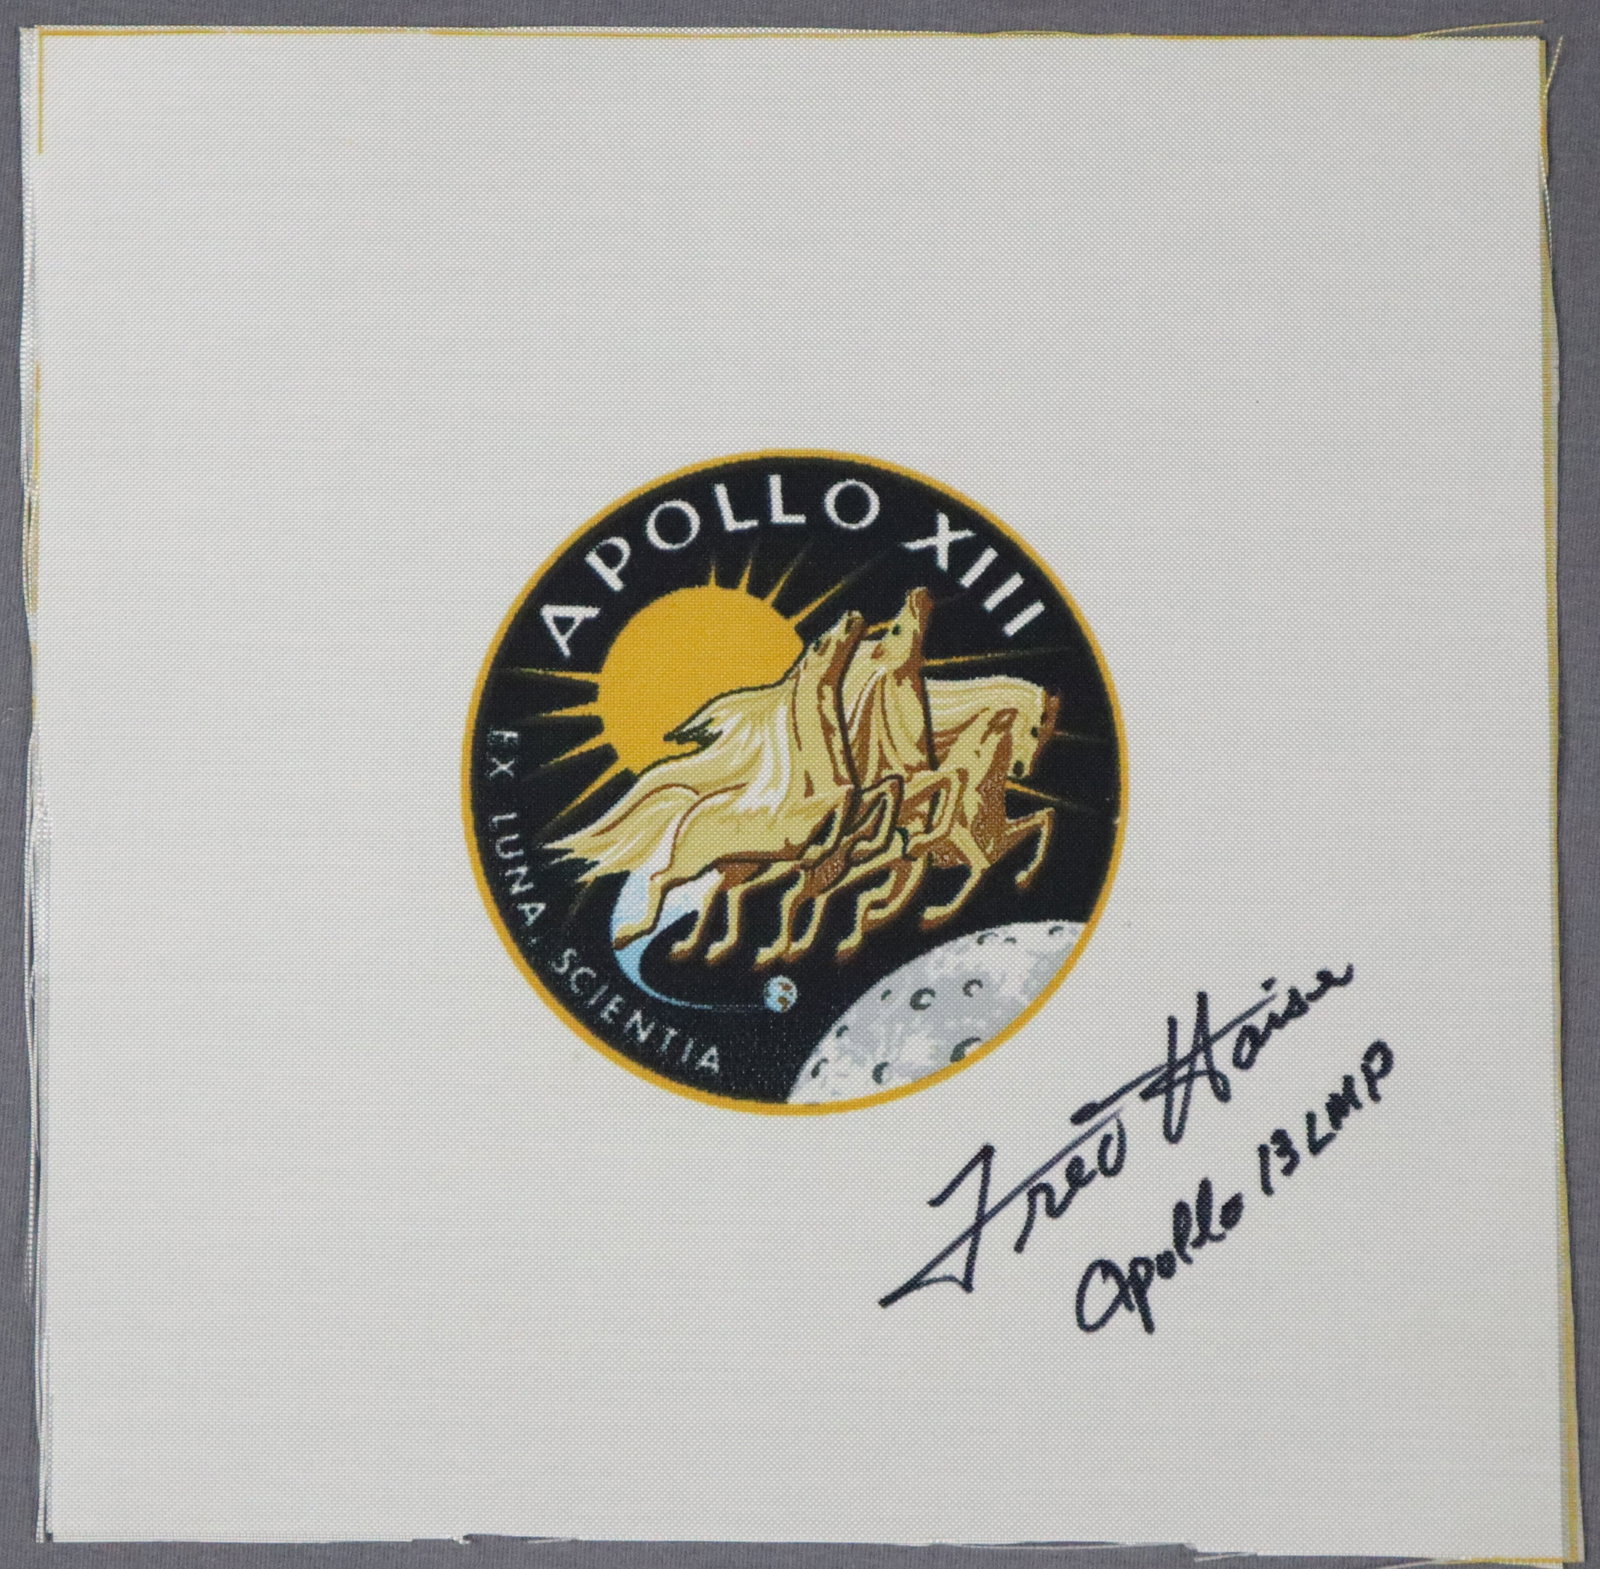 APOLLO XIII
EX LUNA, SCIENTIA
Fred Haise
Apollo 13 LMP